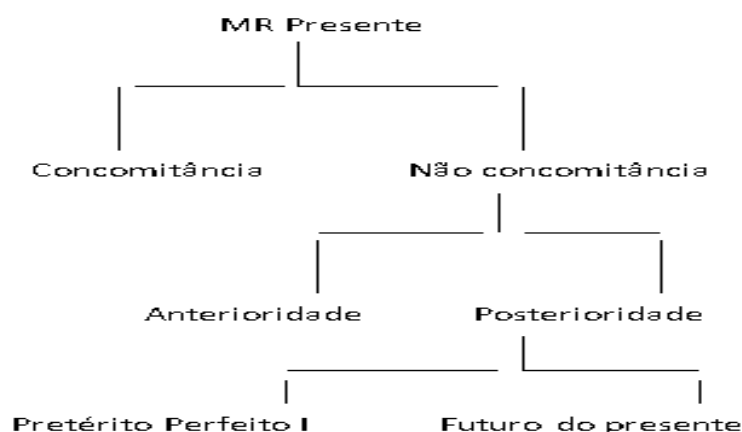 MR Presente
Concomitância
Não concomitância
Anterioridade
Posterioridade
Pretérito Perfeito I
Futuro do presente